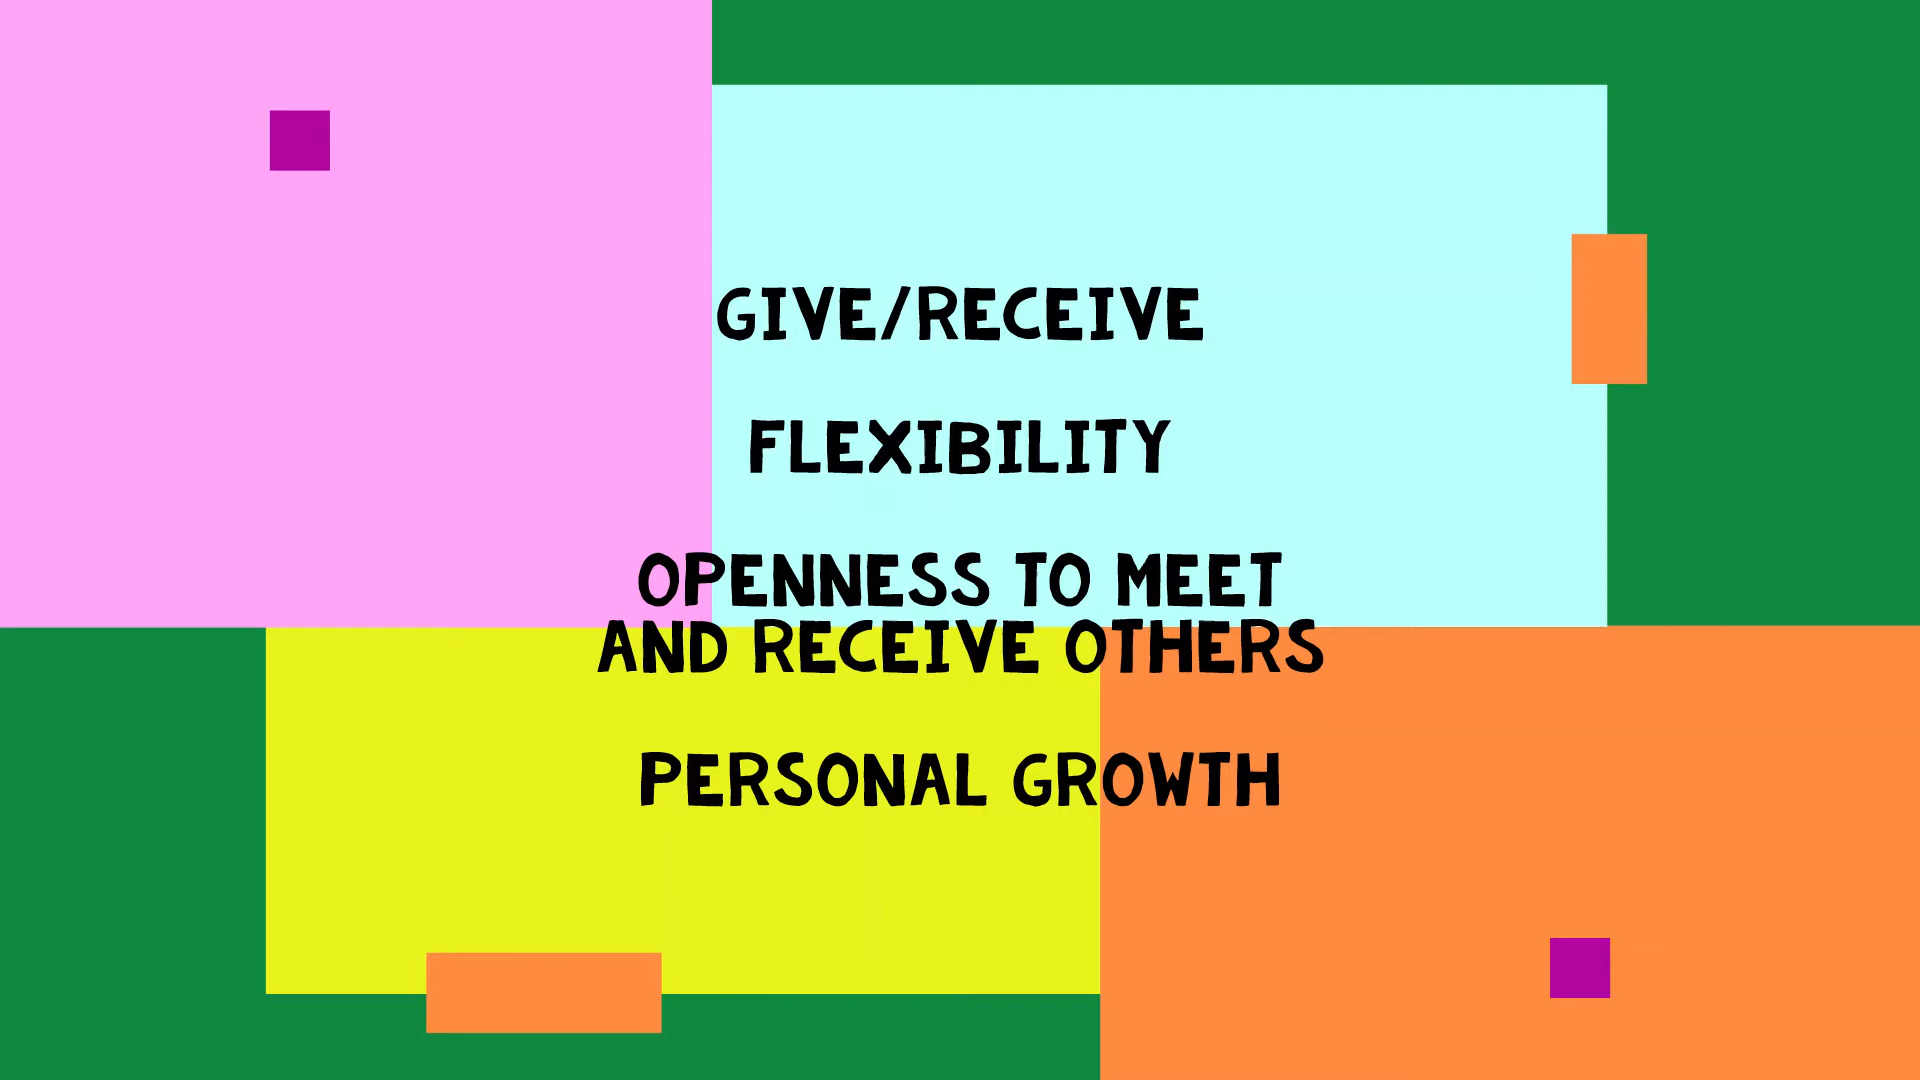 GIVE/RECEIVE
FLEXIBILITY
OPENNESS TO MEET
AND RECEIVE OTHERS
PERSONAL GROWTH